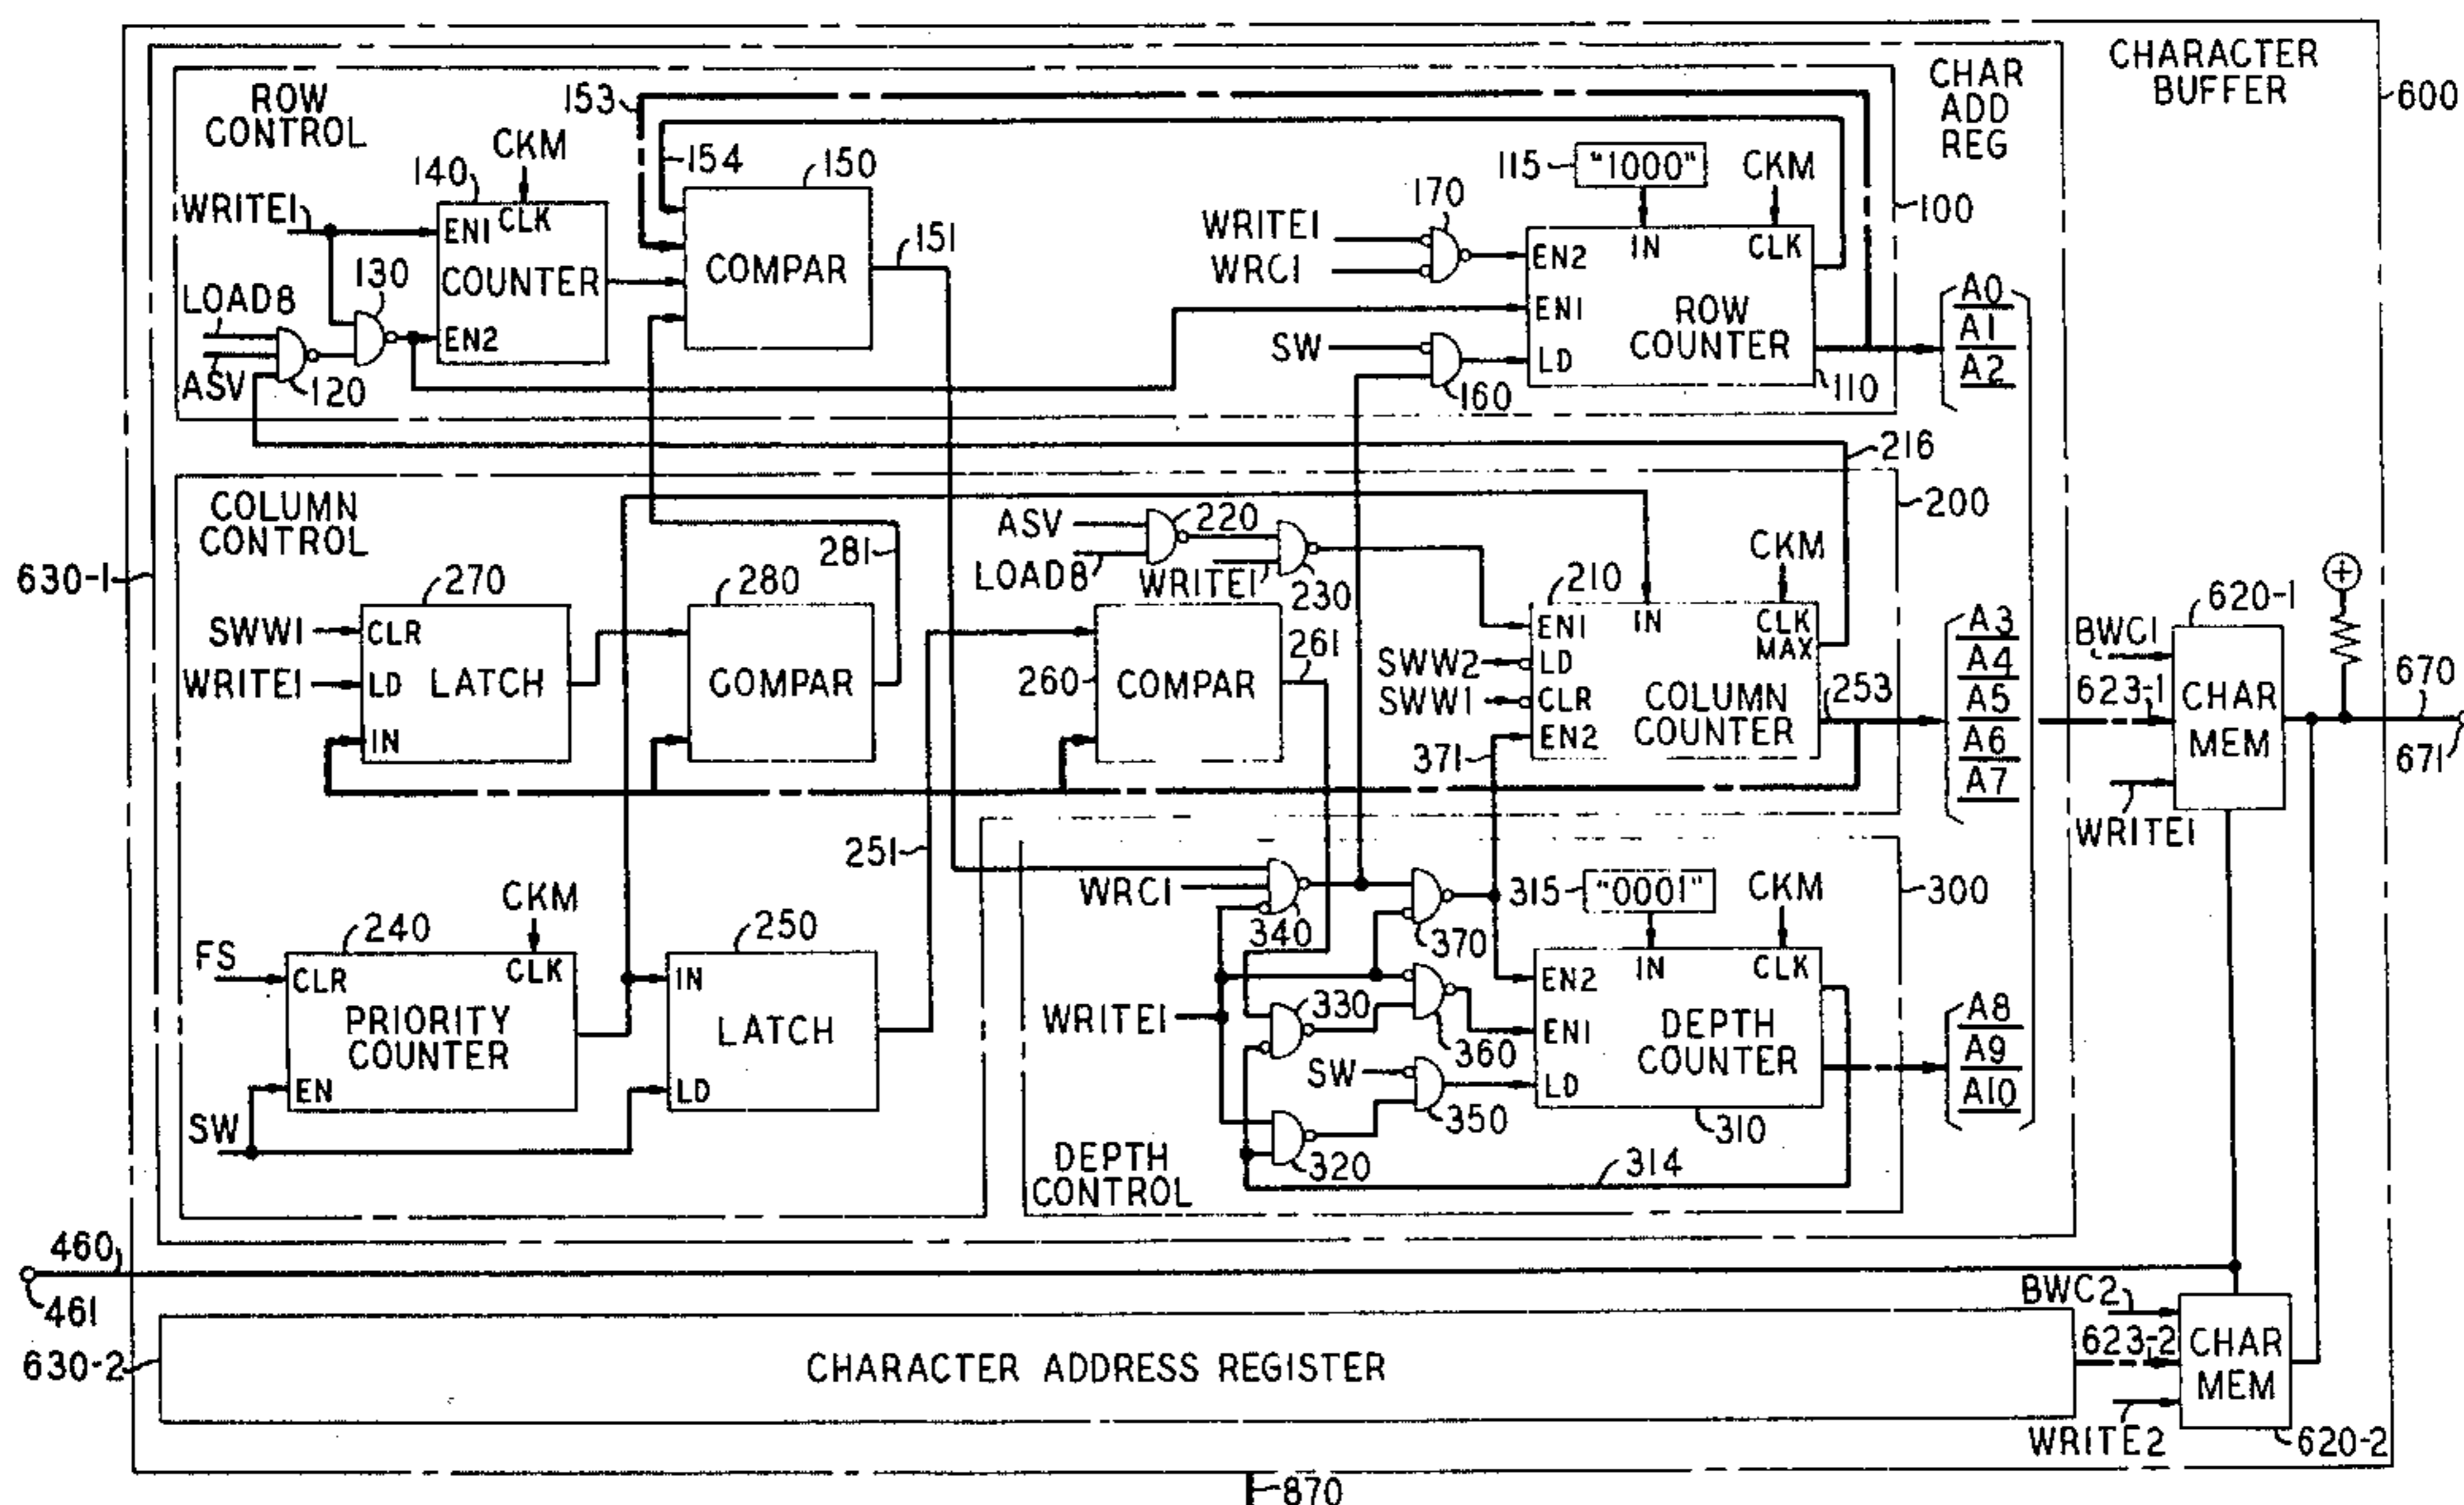 CHARACTER
BUFFER
600
CHAR
ADD
REG
630-1
ROW
CONTROL
100
153
154
CKM
140
150
WRITE1
EN1
CLK
COUNTER
EN2
130
LOAD8
ASV
120
COMPAR
151
115
"1000"
CKM
170
WRITE1
WRC1
EN2
IN
CLK
EN1
ROW
COUNTER
SW
LD
160
110
A0
A1
A2
216
COLUMN
CONTROL
200
281
ASV
220
LOAD8
WRITE1
230
CKM
270
280
210
SWW1
CLR
WRITE1
LD
LATCH
IN
COMPAR
260
COMPAR
261
EN1
IN
CLK
MAX
SWW2
LD
SWW1
CLR
EN2
COLUMN
COUNTER
253
371
A3
A4
A5
A6
A7
BWC1
620-1
623-1
CHAR
MEM
WRITE1
670
671
251
CKM
240
250
FS
CLR
CLK
PRIORITY
COUNTER
EN
SW
IN
LATCH
LD
WRC1
340
370
315
"0001"
CKM
300
WRITE1
330
360
EN2
IN
CLK
EN1
DEPTH
COUNTER
SW
LD
350
320
310
314
DEPTH
CONTROL
A8
A9
A10
460
461
630-2
CHARACTER ADDRESS REGISTER
BWC2
623-2
CHAR
MEM
WRITE2
620-2
870